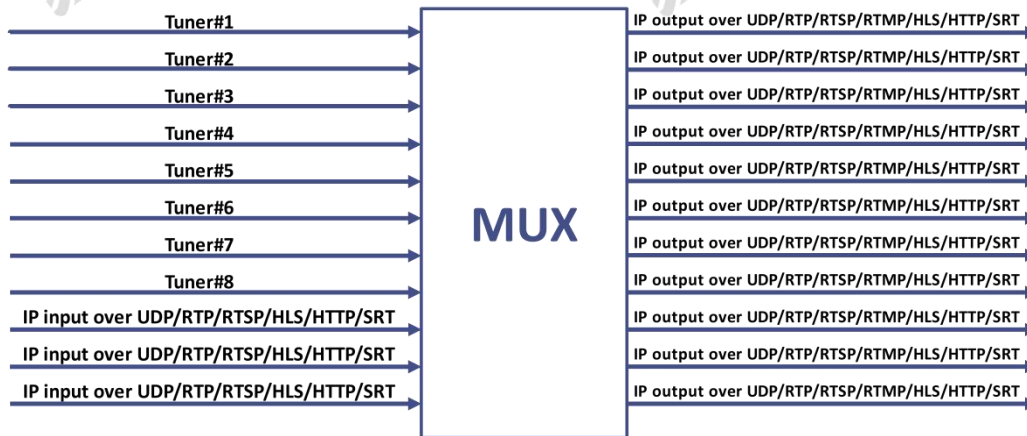 Tuner#1
Tuner#2
Tuner#3
Tuner#4
Tuner#5
Tuner#6
Tuner#7
Tuner#8
IP input over UDP/RTP/RTSP/HLS/HTTP/SRT
IP input over UDP/RTP/RTSP/HLS/HTTP/SRT
IP input over UDP/RTP/RTSP/HLS/HTTP/SRT
MUX
IP output over UDP/RTP/RTSP/RTMP/HLS/HTTP/SRT
IP output over UDP/RTP/RTSP/RTMP/HLS/HTTP/SRT
IP output over UDP/RTP/RTSP/RTMP/HLS/HTTP/SRT
IP output over UDP/RTP/RTSP/RTMP/HLS/HTTP/SRT
IP output over UDP/RTP/RTSP/RTMP/HLS/HTTP/SRT
IP output over UDP/RTP/RTSP/RTMP/HLS/HTTP/SRT
IP output over UDP/RTP/RTSP/RTMP/HLS/HTTP/SRT
IP output over UDP/RTP/RTSP/RTMP/HLS/HTTP/SRT
IP output over UDP/RTP/RTSP/RTMP/HLS/HTTP/SRT
IP output over UDP/RTP/RTSP/RTMP/HLS/HTTP/SRT
IP output over UDP/RTP/RTSP/RTMP/HLS/HTTP/SRT